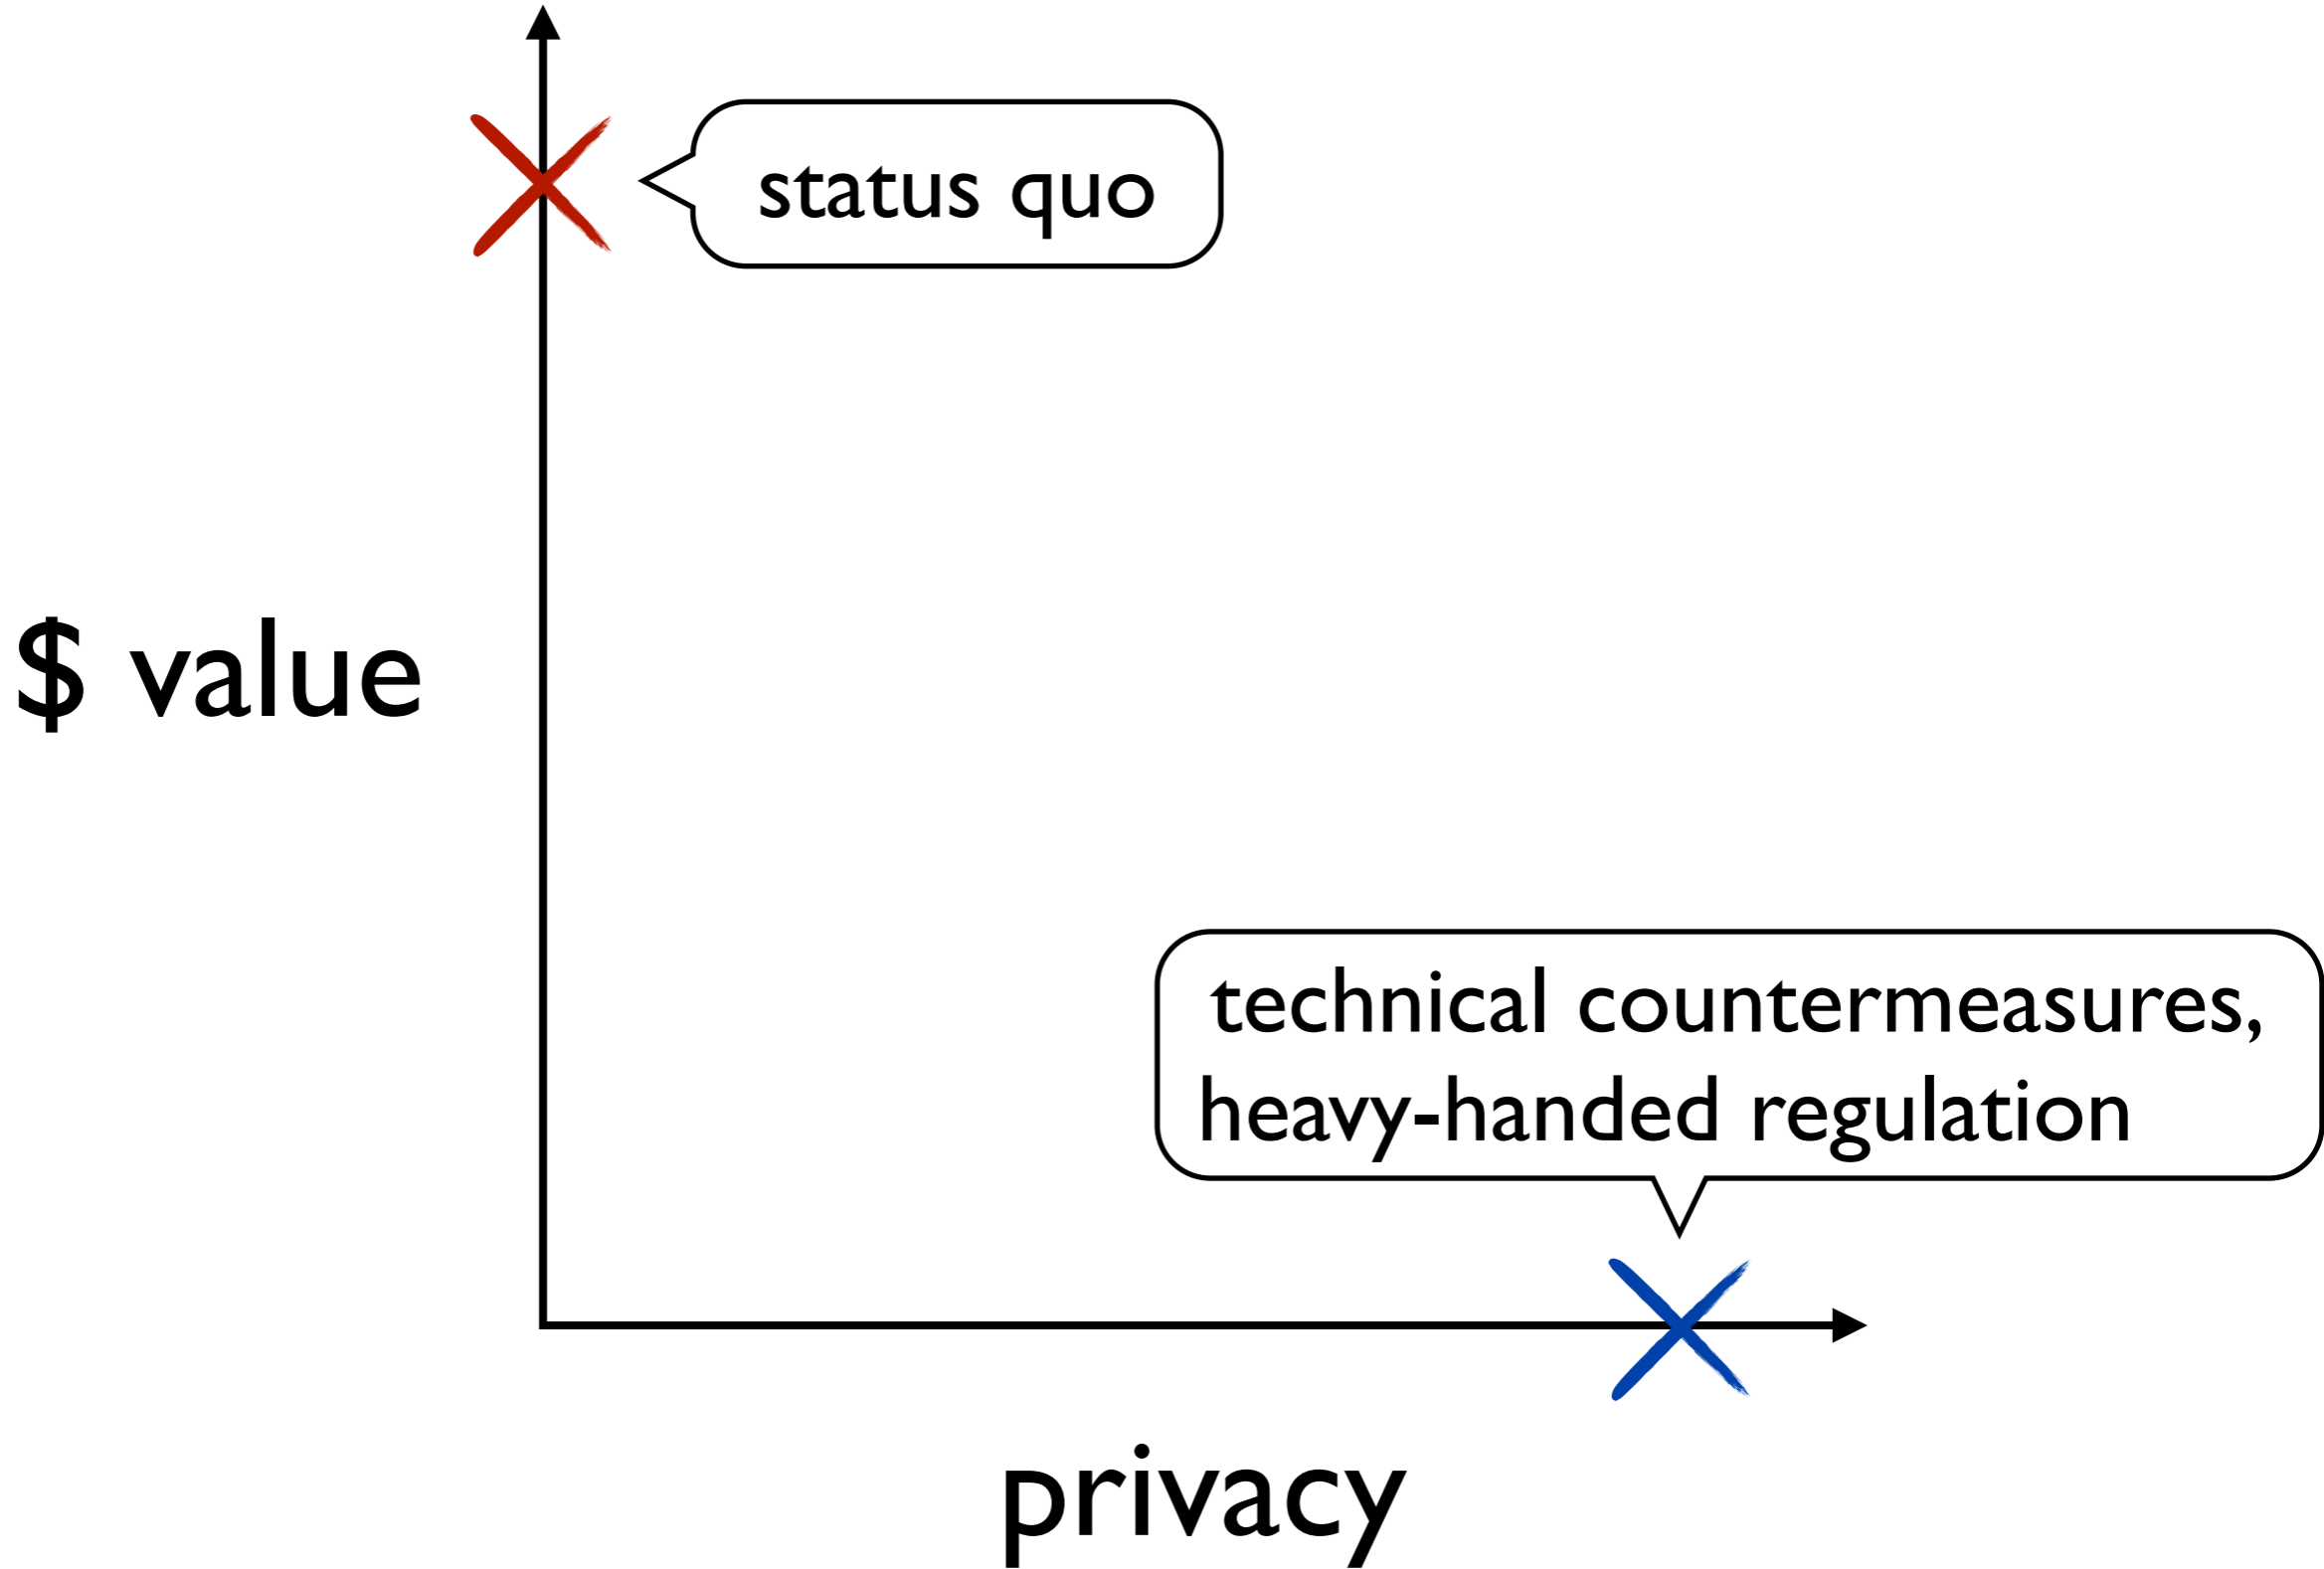 status quo
$ value
technical countermeasures,
heavy-handed regulation
privacy